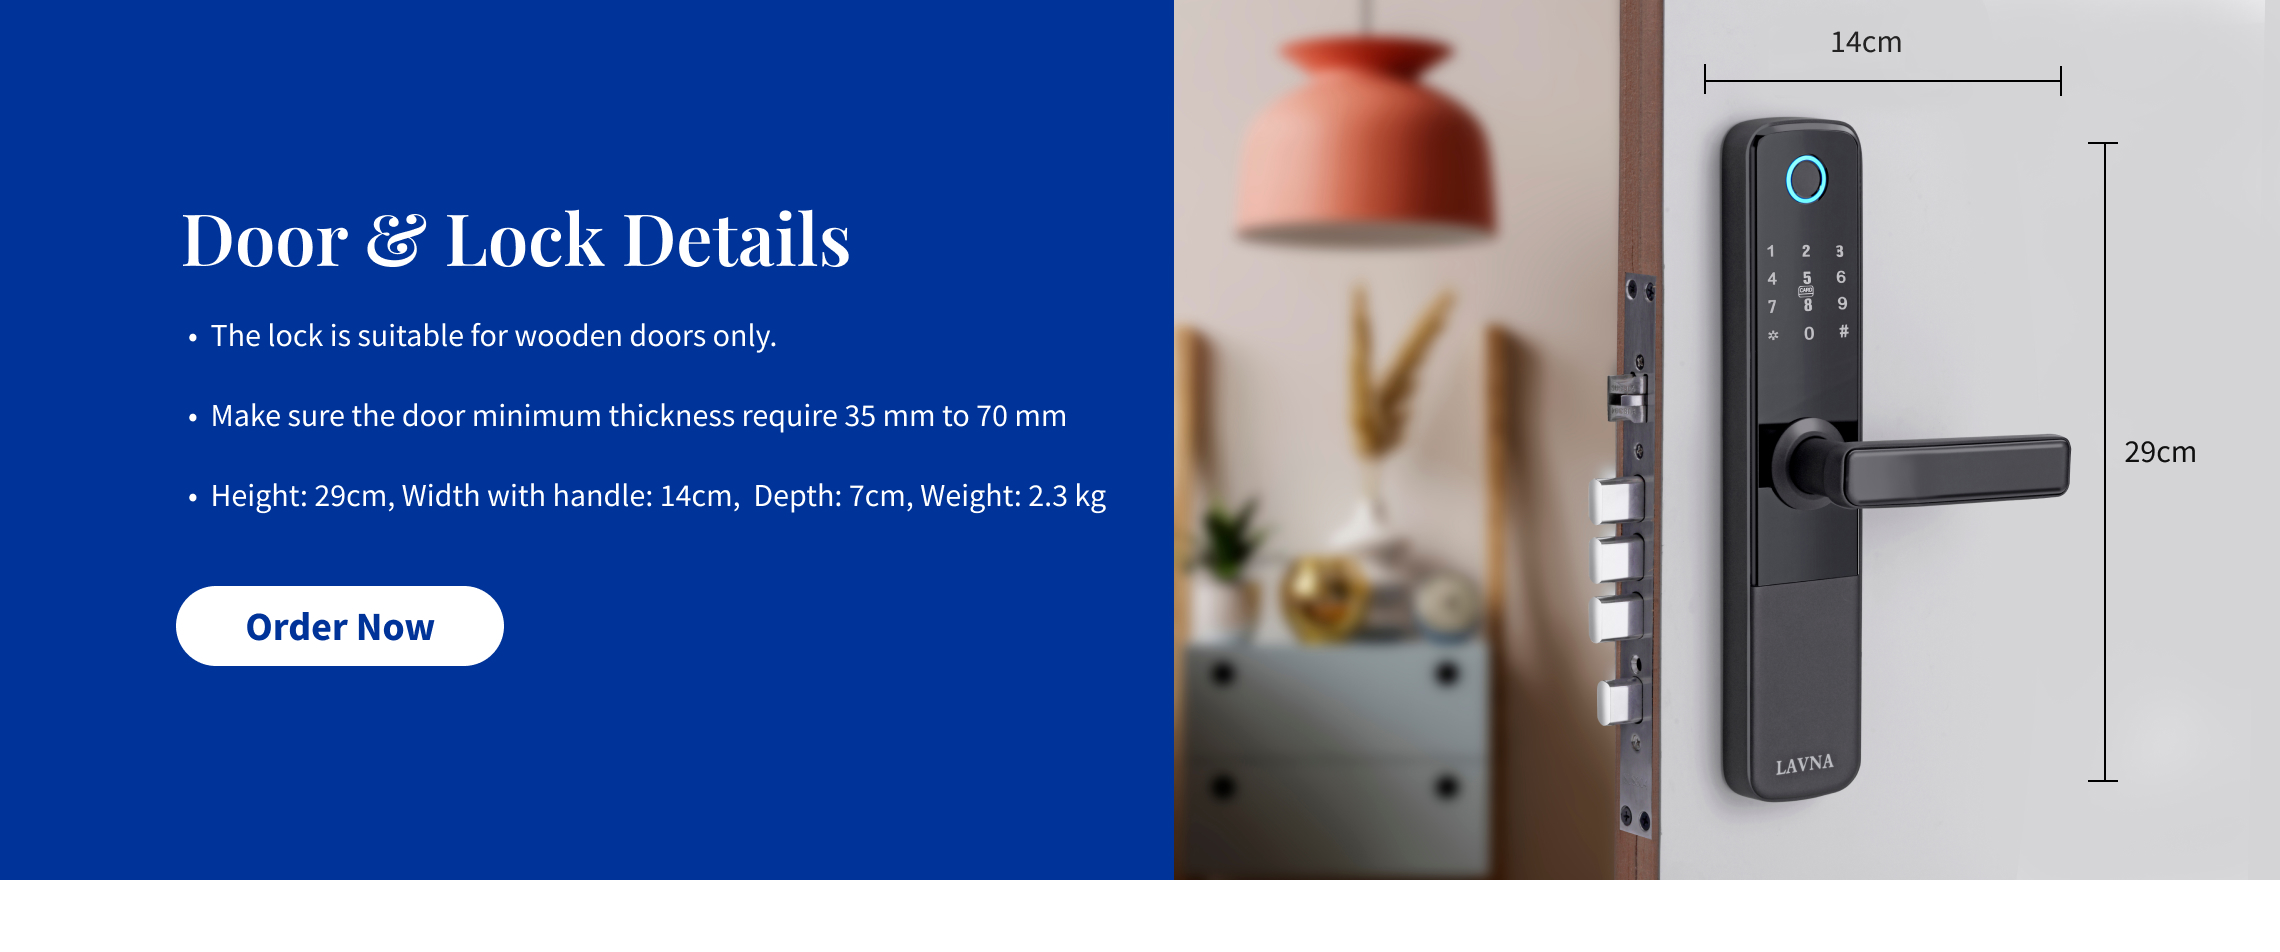 Door & Lock Details
• The lock is suitable for wooden doors only.
• Make sure the door minimum thickness require 35 mm to 70 mm
• Height: 29cm, Width with handle: 14cm,  Depth: 7cm, Weight: 2.3 kg
Order Now
14cm
1 2 3
4 5 6
CARD
7 8 9
* 0 #
29cm
LAVNA